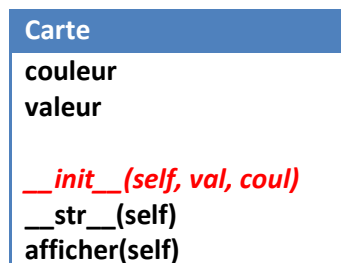 Carte
couleur
valeur
__init__(self, val, coul)
__str__(self)
afficher(self)